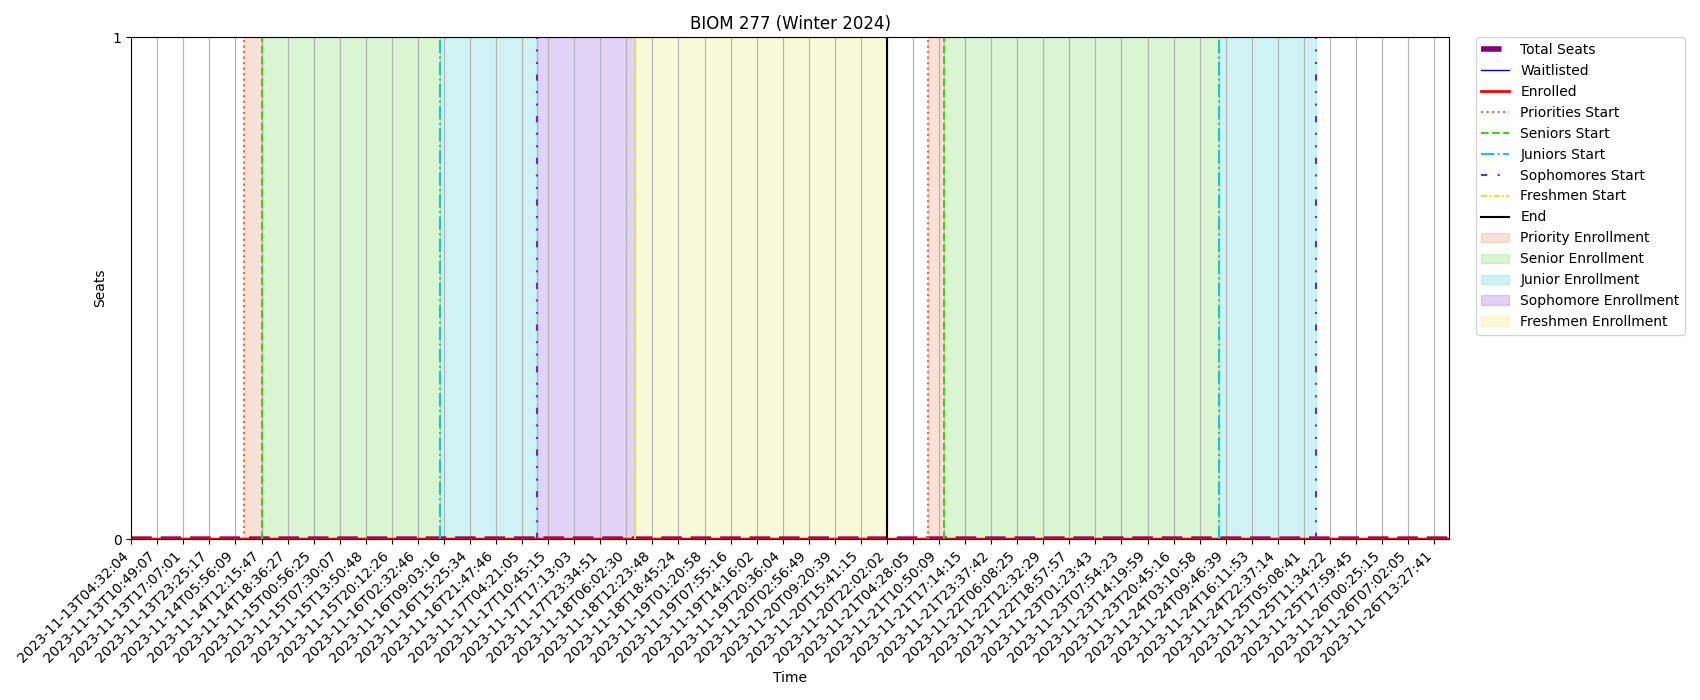 BIOM 277 (Winter 2024)
1
0
Seats
2023-11-13T04:32:04
2023-11-13T10:49:07
2023-11-13T17:07:01
2023-11-13T23:25:17
2023-11-14T05:56:09
2023-11-14T12:15:47
2023-11-14T18:36:27
2023-11-15T00:56:25
2023-11-15T07:30:07
2023-11-15T13:50:48
2023-11-15T20:12:26
2023-11-16T02:32:46
2023-11-16T09:03:16
2023-11-16T15:25:34
2023-11-16T21:47:46
2023-11-17T04:21:05
2023-11-17T10:45:15
2023-11-17T17:13:03
2023-11-17T23:34:51
2023-11-18T06:02:30
2023-11-18T12:23:48
2023-11-18T18:45:24
2023-11-19T01:20:58
2023-11-19T07:55:16
2023-11-19T14:16:02
2023-11-19T20:36:04
2023-11-20T02:56:49
2023-11-20T09:20:39
2023-11-20T15:41:15
2023-11-20T22:02:02
2023-11-21T04:28:05
2023-11-21T10:50:09
2023-11-21T17:14:15
2023-11-21T23:37:42
2023-11-22T06:08:25
2023-11-22T12:32:29
2023-11-22T18:57:57
2023-11-23T01:23:43
2023-11-23T07:54:23
2023-11-23T14:19:59
2023-11-23T20:45:16
2023-11-24T03:10:58
2023-11-24T09:46:39
2023-11-24T16:11:53
2023-11-24T22:37:14
2023-11-25T05:08:41
2023-11-25T11:34:22
2023-11-25T17:59:45
2023-11-26T00:25:15
2023-11-26T07:02:05
2023-11-26T13:27:41
Time
Total Seats
Waitlisted
Enrolled
Priorities Start
Seniors Start
Juniors Start
Sophomores Start
Freshmen Start
End
Priority Enrollment
Senior Enrollment
Junior Enrollment
Sophomore Enrollment
Freshmen Enrollment